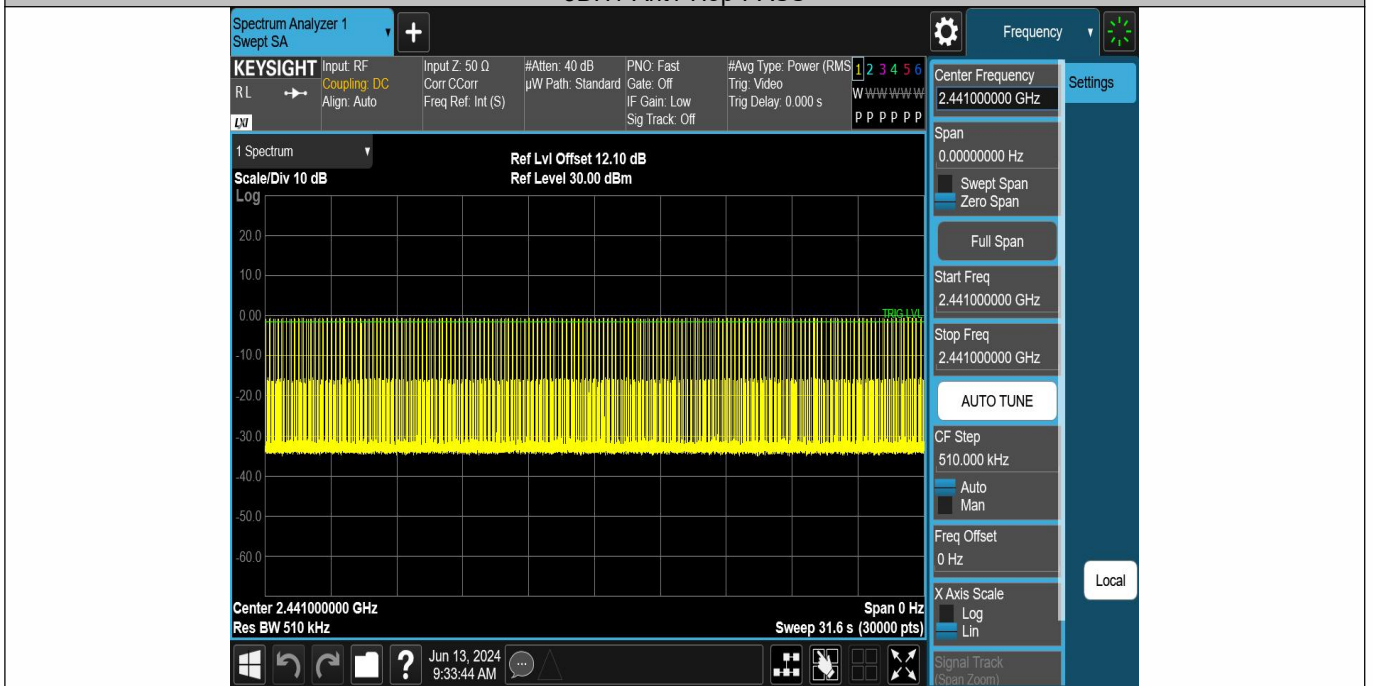 Spectrum Analyzer 1
Swept SA
Frequency
KEYSIGHT
RL
LXI
Input: RF
Coupling: DC
Align: Auto
Input Z: 50 Ω
Corr CCorr
Freq Ref: Int (S)
#Atten: 40 dB
µW Path: Standard
PNO: Fast
Gate: Off
IF Gain: Low
Sig Track: Off
#Avg Type: Power (RMS
Trig: Video
Trig Delay: 0.000 s
1 2 3 4 5 6
W W W W W W
P P P P P P
Center Frequency
2.441000000 GHz
Settings
Span
0.00000000 Hz
Swept Span
Zero Span
Full Span
Start Freq
2.441000000 GHz
Stop Freq
2.441000000 GHz
AUTO TUNE
CF Step
510.000 kHz
Auto
Man
Freq Offset
0 Hz
X Axis Scale
Log
Lin
Signal Track
(Span Zoom)
Local
1 Spectrum
Scale/Div 10 dB
Ref Lvl Offset 12.10 dB
Ref Level 30.00 dBm
Log
20.0
10.0
0.00
TRIG LVL
-10.0
-20.0
-30.0
-40.0
-50.0
-60.0
Center 2.441000000 GHz
Span 0 Hz
Res BW 510 kHz
Sweep 31.6 s (30000 pts)
?
Jun 13, 2024
9:33:44 AM